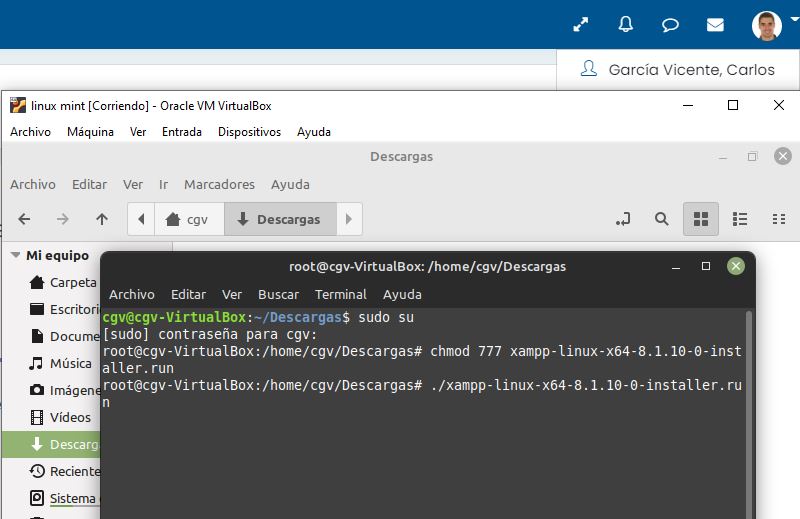 García Vicente, Carlos
linux mint [Corriendo] - Oracle VM VirtualBox
Archivo Máquina Ver Entrada Dispositivos Ayuda
Descargas
Archivo Editar Ver Ir Marcadores Ayuda
cgv Descargas
Mi equipo
Carpeta
Escritori
Docume
Música
Imágene
Vídeos
Descarg
Reciente
Sistema
root@cgv-VirtualBox: /home/cgv/Descargas
Archivo Editar Ver Buscar Terminal Ayuda
cgv@cgv-VirtualBox:~/Descargas$ sudo su
[sudo] contraseña para cgv:
root@cgv-VirtualBox:/home/cgv/Descargas# chmod 777 xampp-linux-x64-8.1.10-0-inst
aller.run
root@cgv-VirtualBox:/home/cgv/Descargas# ./xampp-linux-x64-8.1.10-0-installer.ru
n